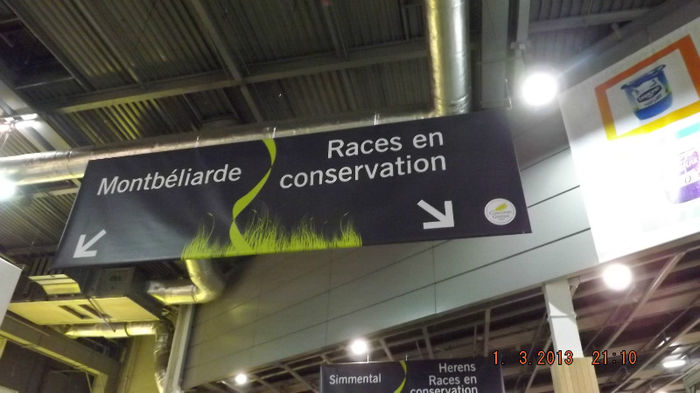 Montbéliarde
Races en
conservation
Simmental
Herens
Races en
conservation
1. 3.2013 21:10